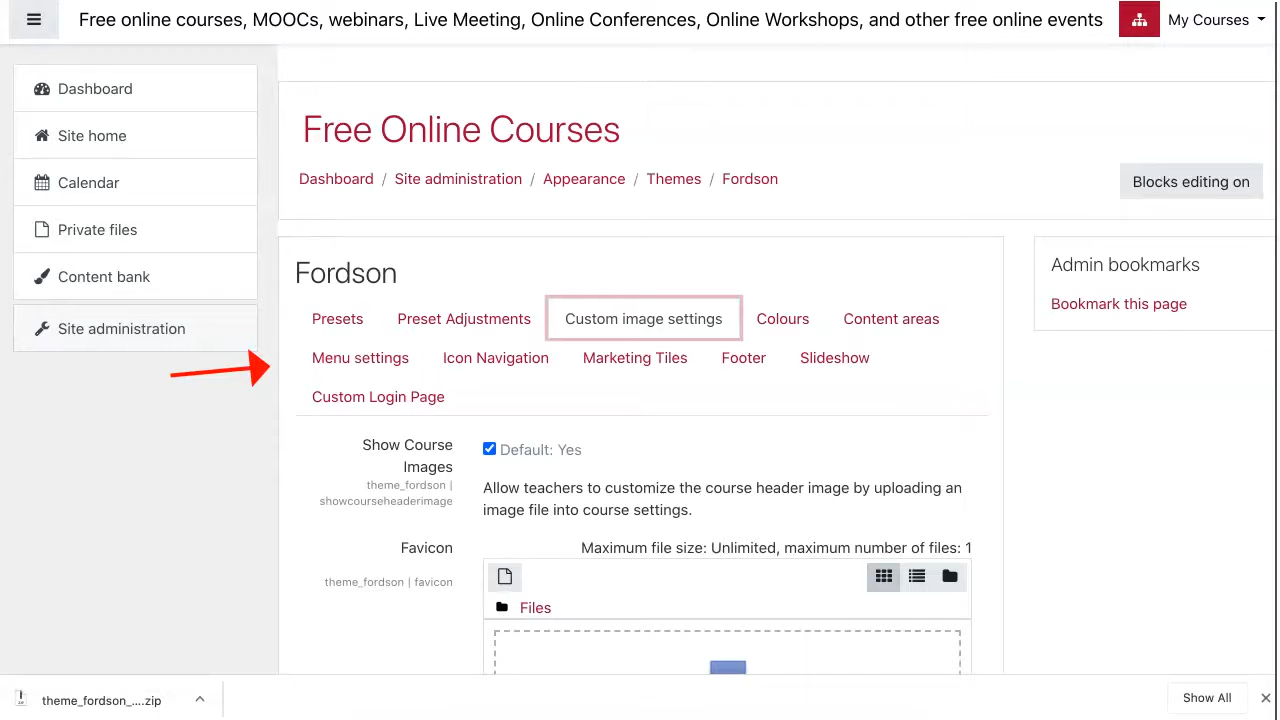 Free online courses, MOOCs, webinars, Live Meeting, Online Conferences, Online Workshops, and other free online events
My Courses
Dashboard
Site home
Calendar
Private files
Content bank
Site administration
Free Online Courses
Dashboard / Site administration / Appearance / Themes / Fordson
Blocks editing on
Fordson
Presets Preset Adjustments Custom image settings Colours Content areas
Menu settings Icon Navigation Marketing Tiles Footer Slideshow
Custom Login Page
Show Course
Images
theme_fordson |
showcourseheaderimage
Default: Yes
Allow teachers to customize the course header image by uploading an
image file into course settings.
Favicon
theme_fordson | favicon
Maximum file size: Unlimited, maximum number of files: 1
Files
Admin bookmarks
Bookmark this page
theme_fordson_....zip
Show All